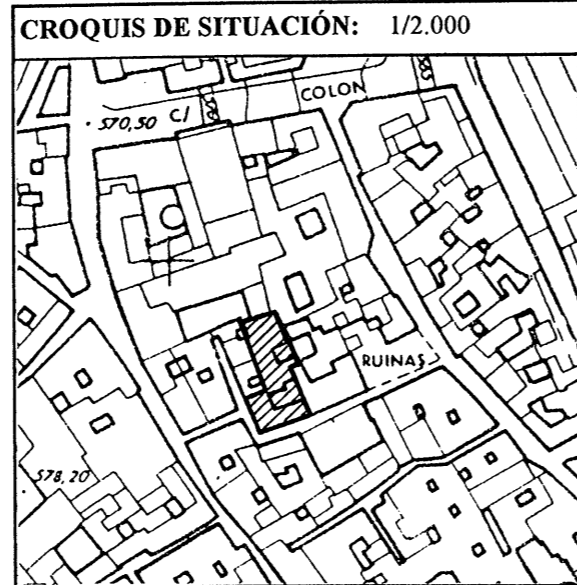 CROQUIS DE SITUACIÓN: 1/2.000
COLON
570,50 C/
RUINAS
578,20